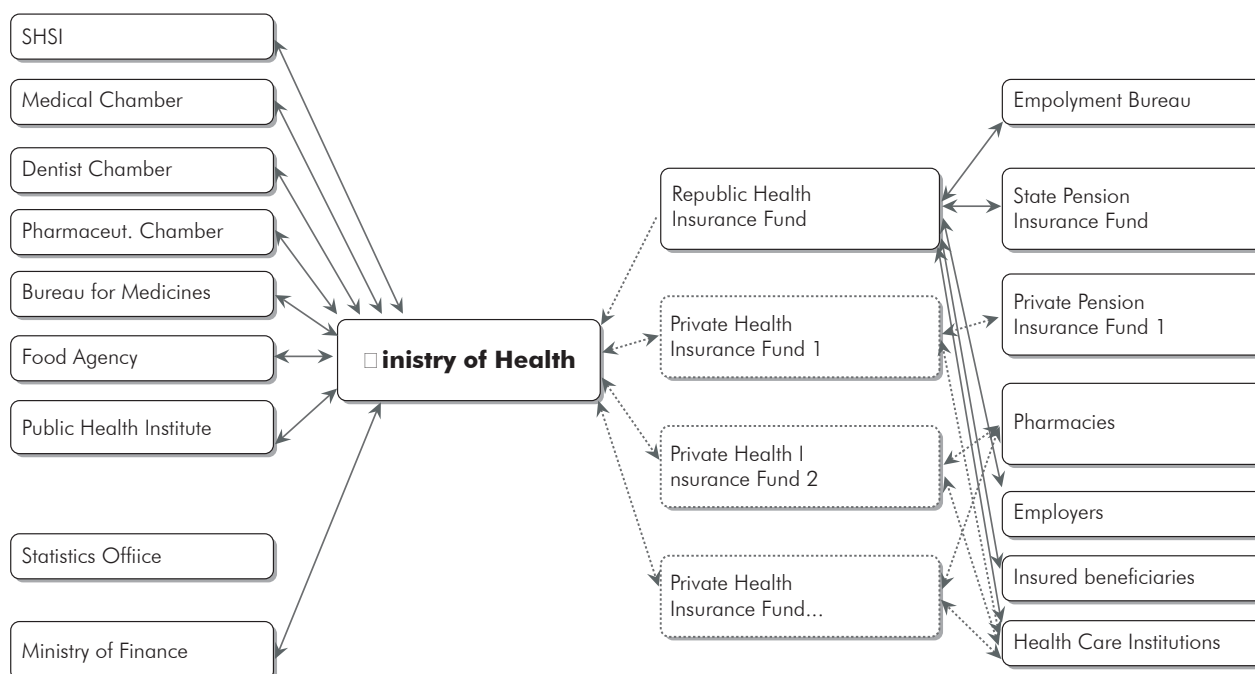 SHSI
Medical Chamber
Dentist Chamber
Pharmaceut. Chamber
Bureau for Medicines
Food Agency
Public Health Institute
Statistics Offiice
Ministry of Finance
□inistry of Health
Republic Health
Insurance Fund
Private Health
Insurance Fund 1
Private Health I
nsurance Fund 2
Private Health
Insurance Fund...
Empolyment Bureau
State Pension
Insurance Fund
Private Pension
Insurance Fund 1
Pharmacies
Employers
Insured beneficiaries
Health Care Institutions